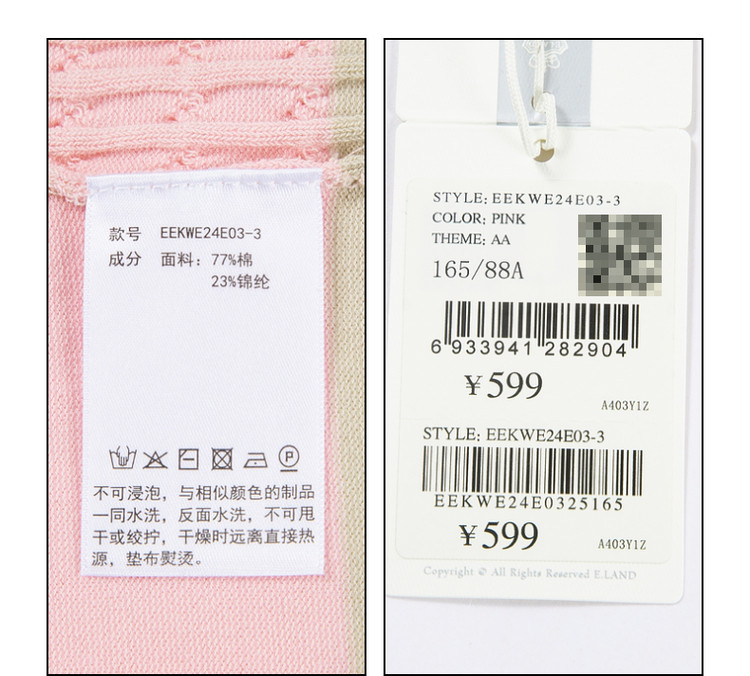 款号 EEKWE24E03-3
成分 面料：77%棉
23%锦纶
P
不可浸泡，与相似颜色的制品
一同水洗，反面水洗，不可甩
干或绞拧，干燥时远离直接热
源，垫布熨烫。
STYLE: EEKWE24E03-3
COLOR: PINK
THEME: AA
165/88A
6 933941 282904
¥599
A403Y1Z
STYLE: EEKWE24E03-3
EEKWE24E0325165
¥599
A403Y1Z
Copyright © All Rights Reserved E.LAND